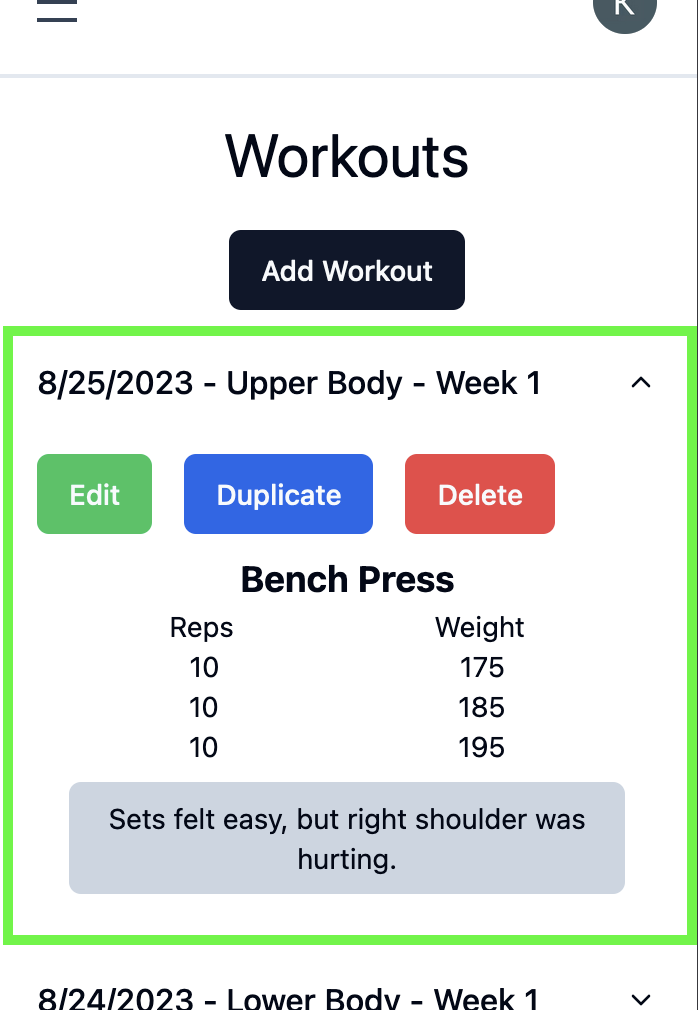 K
Workouts
Add Workout
8/25/2023 - Upper Body - Week 1
Edit Duplicate Delete
Bench Press
Reps Weight
10 175
10 185
10 195
Sets felt easy, but right shoulder was
hurting.
8/24/2023 - Lower Body - Week 1